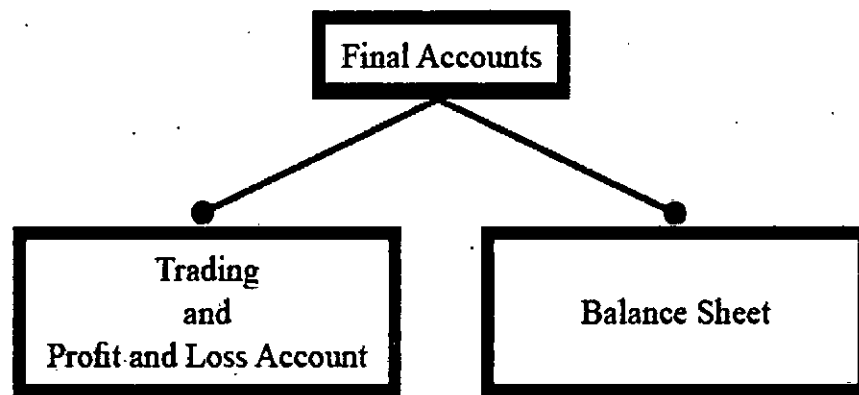 Final Accounts
Trading
and
Profit and Loss Account
Balance Sheet